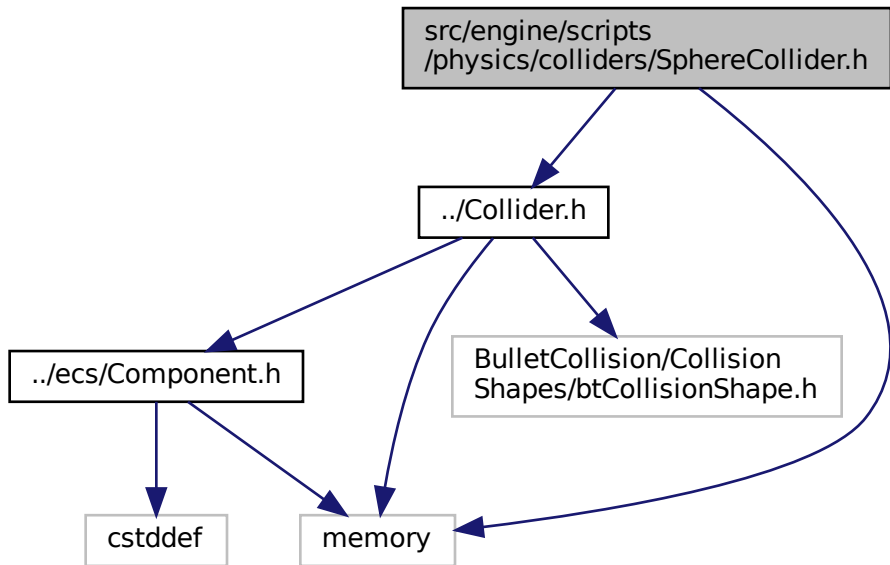 src/engine/scripts
/physics/colliders/SphereCollider.h
../Collider.h
../ecs/Component.h
BulletCollision/Collision
Shapes/btCollisionShape.h
cstddef
memory